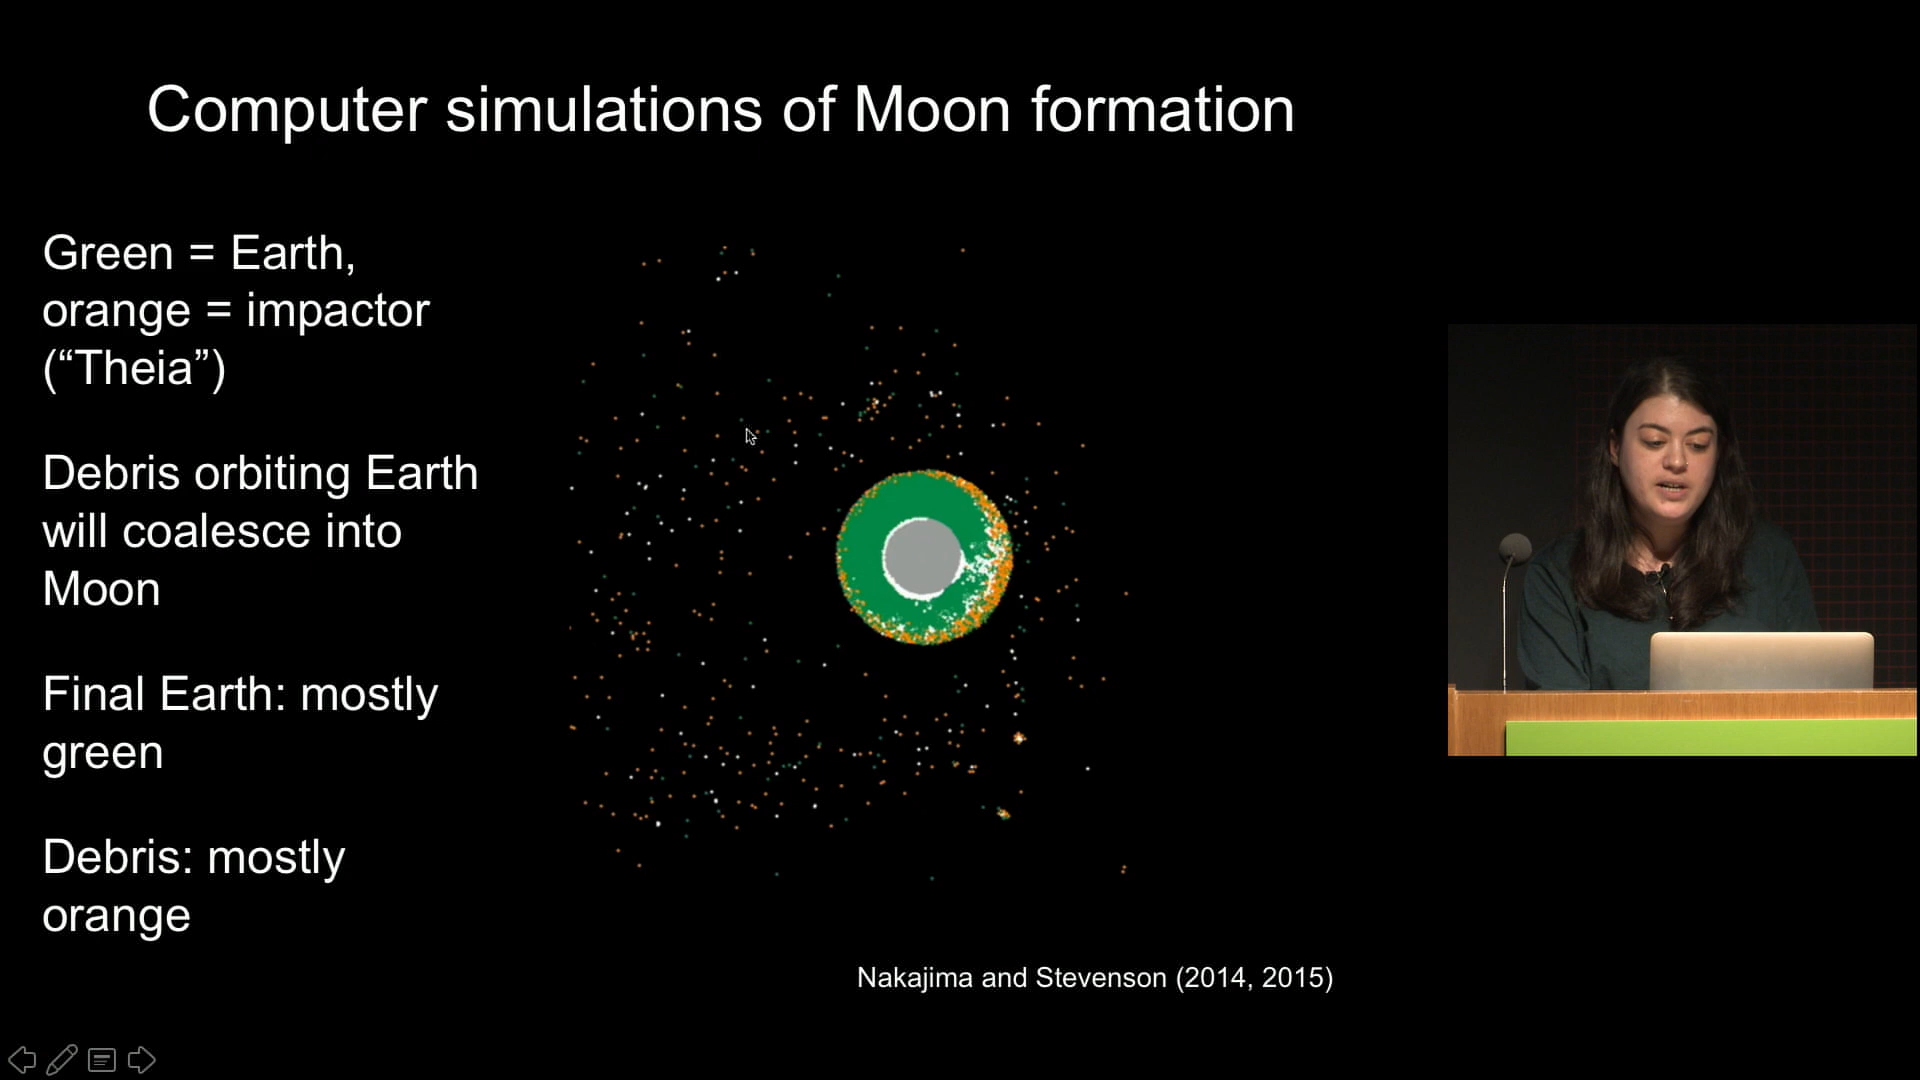 Computer simulations of Moon formation
Green = Earth,
orange = impactor
(“Theia”)
Debris orbiting Earth
will coalesce into
Moon
Final Earth: mostly
green
Debris: mostly
orange
Nakajima and Stevenson (2014, 2015)